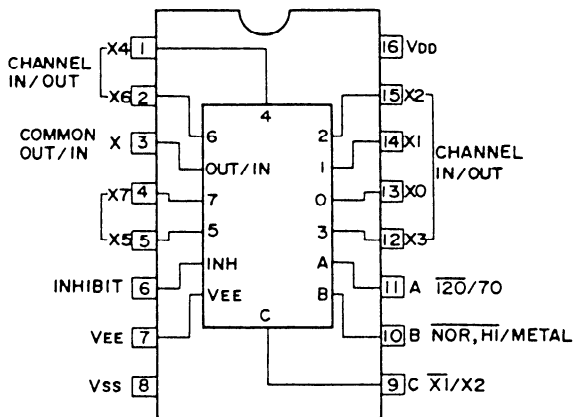 X4 1 16 VDD
CHANNEL
IN/OUT
X6 2 15 X2
4
COMMON
OUT/IN
X 3 14 X1
6 2
CHANNEL
IN/OUT
OUT/IN 1
X7 4 13 X0
7 0
X5 5 12 X3
5 3
INH A
INHIBIT 6 11 A 120/70
VEE B
C
VEE 7 10 B NOR, HI/METAL
VSS 8 9 C X1/X2